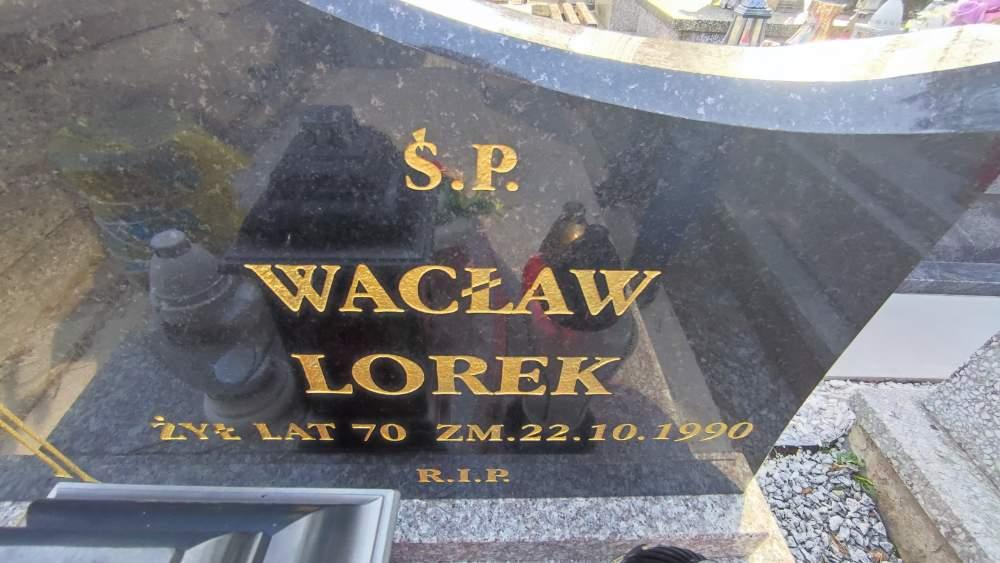 Ś.P.
WACŁAW
LOREK
ŻYŁ LAT 70 ZM.22.10.1990
R.I.P.